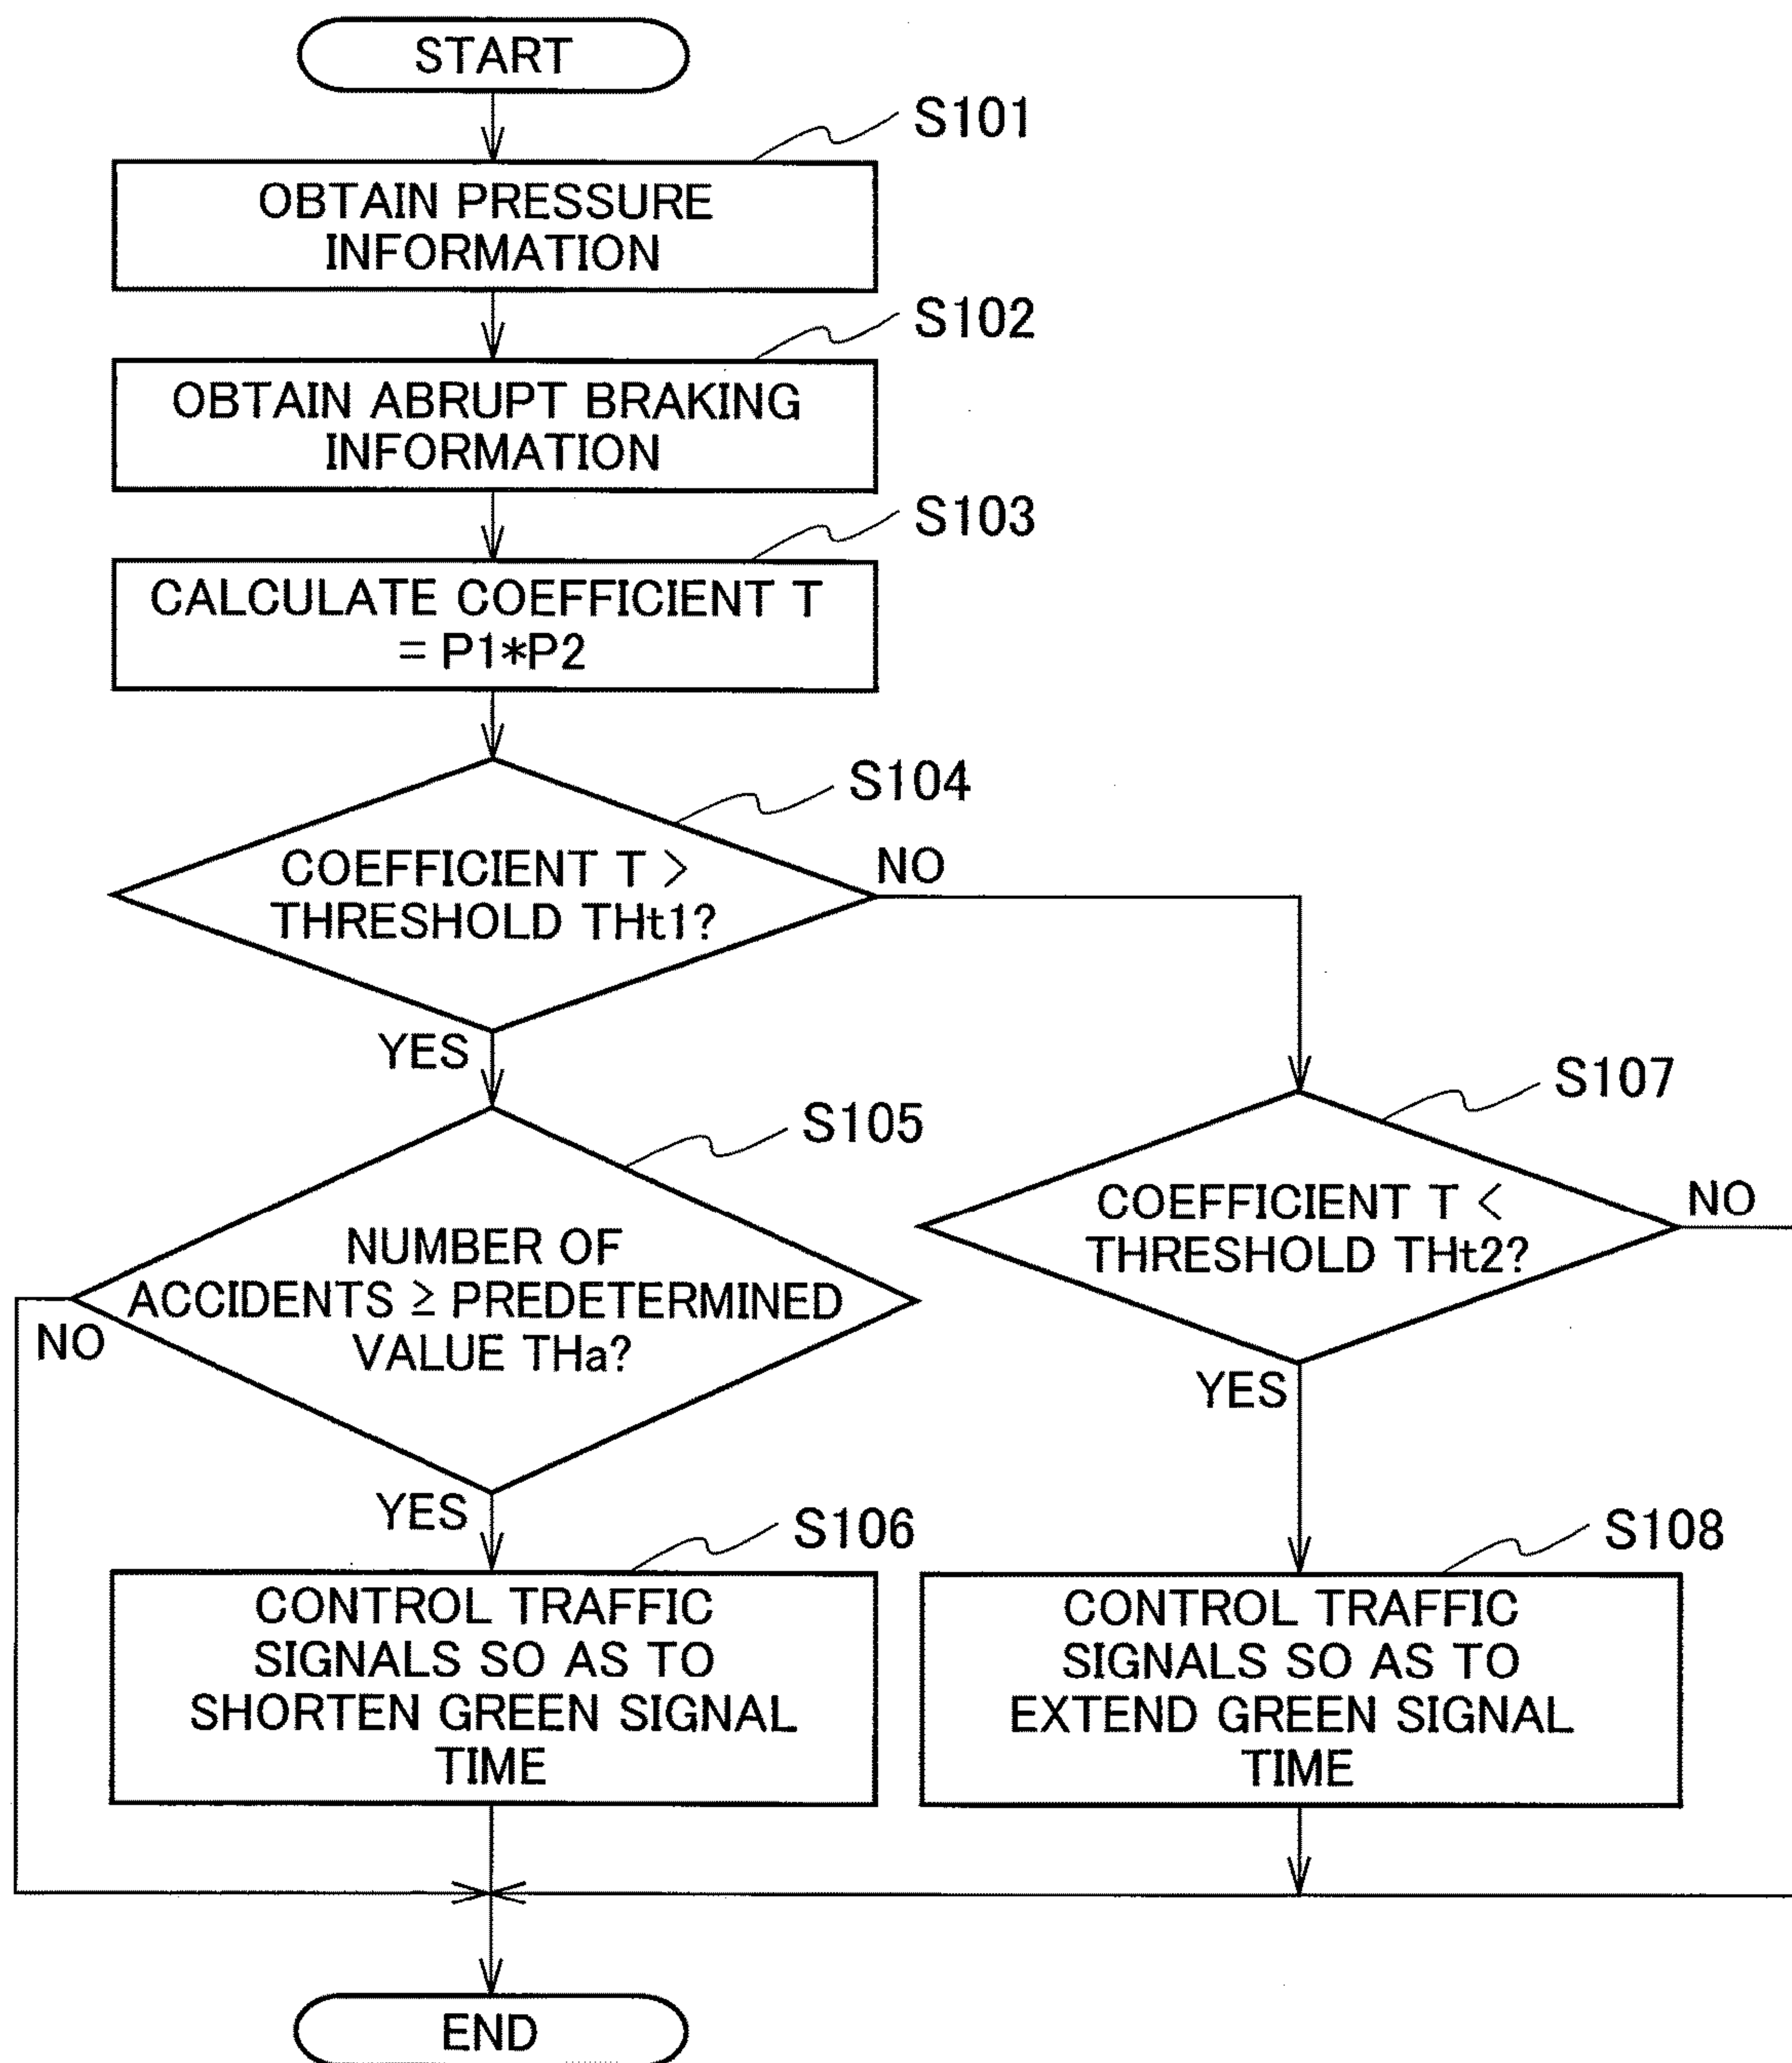 START
S101
OBTAIN PRESSURE
INFORMATION
S102
OBTAIN ABRUPT BRAKING
INFORMATION
S103
CALCULATE COEFFICIENT T
= P1*P2
S104
COEFFICIENT T >
THRESHOLD THt1?
NO
YES
S105
NUMBER OF
ACCIDENTS ≥ PREDETERMINED
VALUE THa?
NO
YES
S106
CONTROL TRAFFIC
SIGNALS SO AS TO
SHORTEN GREEN SIGNAL
TIME
S107
COEFFICIENT T <
THRESHOLD THt2?
NO
YES
S108
CONTROL TRAFFIC
SIGNALS SO AS TO
EXTEND GREEN SIGNAL
TIME
END